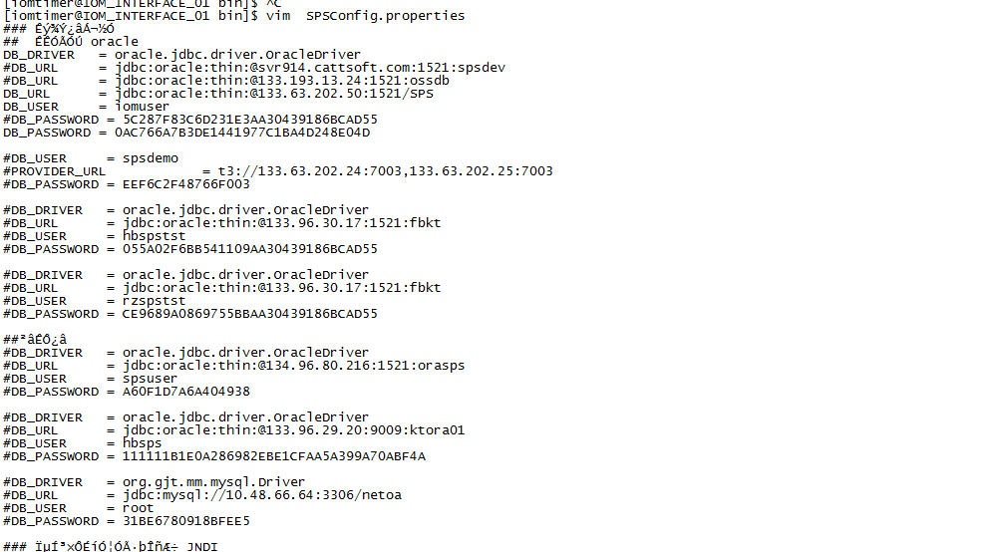 [iomtimer@IOM_INTERFACE_01 bin]$ ^C
[iomtimer@IOM_INTERFACE_01 bin]$ vim  SPSConfig.properties
### Êý¾Ý¿âÁ¬½Ó
##  ÊÊÓÃÓÚ oracle
DB_DRIVER   = oracle.jdbc.driver.OracleDriver
#DB_URL     = jdbc:oracle:thin:@svr914.cattsoft.com:1521:spsdev
#DB_URL     = jdbc:oracle:thin:@133.193.13.24:1521:ossdb
DB_URL      = jdbc:oracle:thin:@133.63.202.50:1521/SPS
DB_USER     = iomuser
#DB_PASSWORD = 5C287F83C6D231E3AA30439186BCAD55
DB_PASSWORD = 0AC766A7B3DE1441977C1BA4D248E04D
#DB_USER     = spsdemo
#PROVIDER_URL            = t3://133.63.202.24:7003,133.63.202.25:7003
#DB_PASSWORD = EEF6C2F48766F003
#DB_DRIVER   = oracle.jdbc.driver.OracleDriver
#DB_URL      = jdbc:oracle:thin:@133.96.30.17:1521:fbkt
#DB_USER     = hbspstst
#DB_PASSWORD = 055A02F6BB541109AA30439186BCAD55
#DB_DRIVER   = oracle.jdbc.driver.OracleDriver
#DB_URL      = jdbc:oracle:thin:@133.96.30.17:1521:fbkt
#DB_USER     = rzspstst
#DB_PASSWORD = CE9689A0869755BBAA30439186BCAD55
##²âÊÔ¿â
#DB_DRIVER   = oracle.jdbc.driver.OracleDriver
#DB_URL      = jdbc:oracle:thin:@134.96.80.216:1521:orasps
#DB_USER     = spsuser
#DB_PASSWORD = A60F1D7A6A404938
#DB_DRIVER   = oracle.jdbc.driver.OracleDriver
#DB_URL      = jdbc:oracle:thin:@133.96.29.20:9009:ktora01
#DB_USER     = hbsps
#DB_PASSWORD = 111111B1E0A286982EBE1CFAA5A399A70ABF4A
#DB_DRIVER   = org.gjt.mm.mysql.Driver
#DB_URL      = jdbc:mysql://10.48.66.64:3306/netoa
#DB_USER     = root
#DB_PASSWORD = 31BE6780918BFEE5
### ÏµÍ³×ÔÉíÓ¦ÓÃ·þÎñÆ÷ JNDI